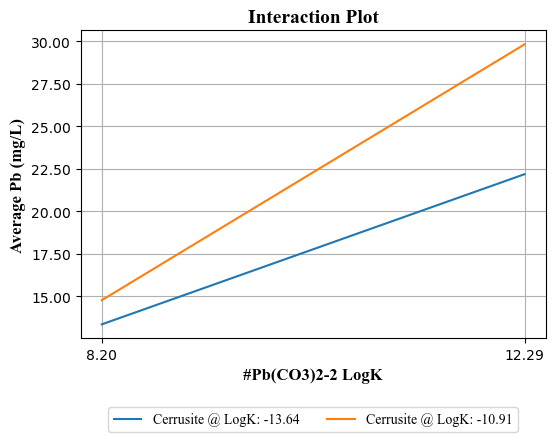 Interaction Plot
30.00
27.50
25.00
22.50
20.00
17.50
15.00
Average Pb (mg/L)
8.20
12.29
#Pb(CO3)2-2 LogK
Cerrusite @ LogK: -13.64
Cerrusite @ LogK: -10.91